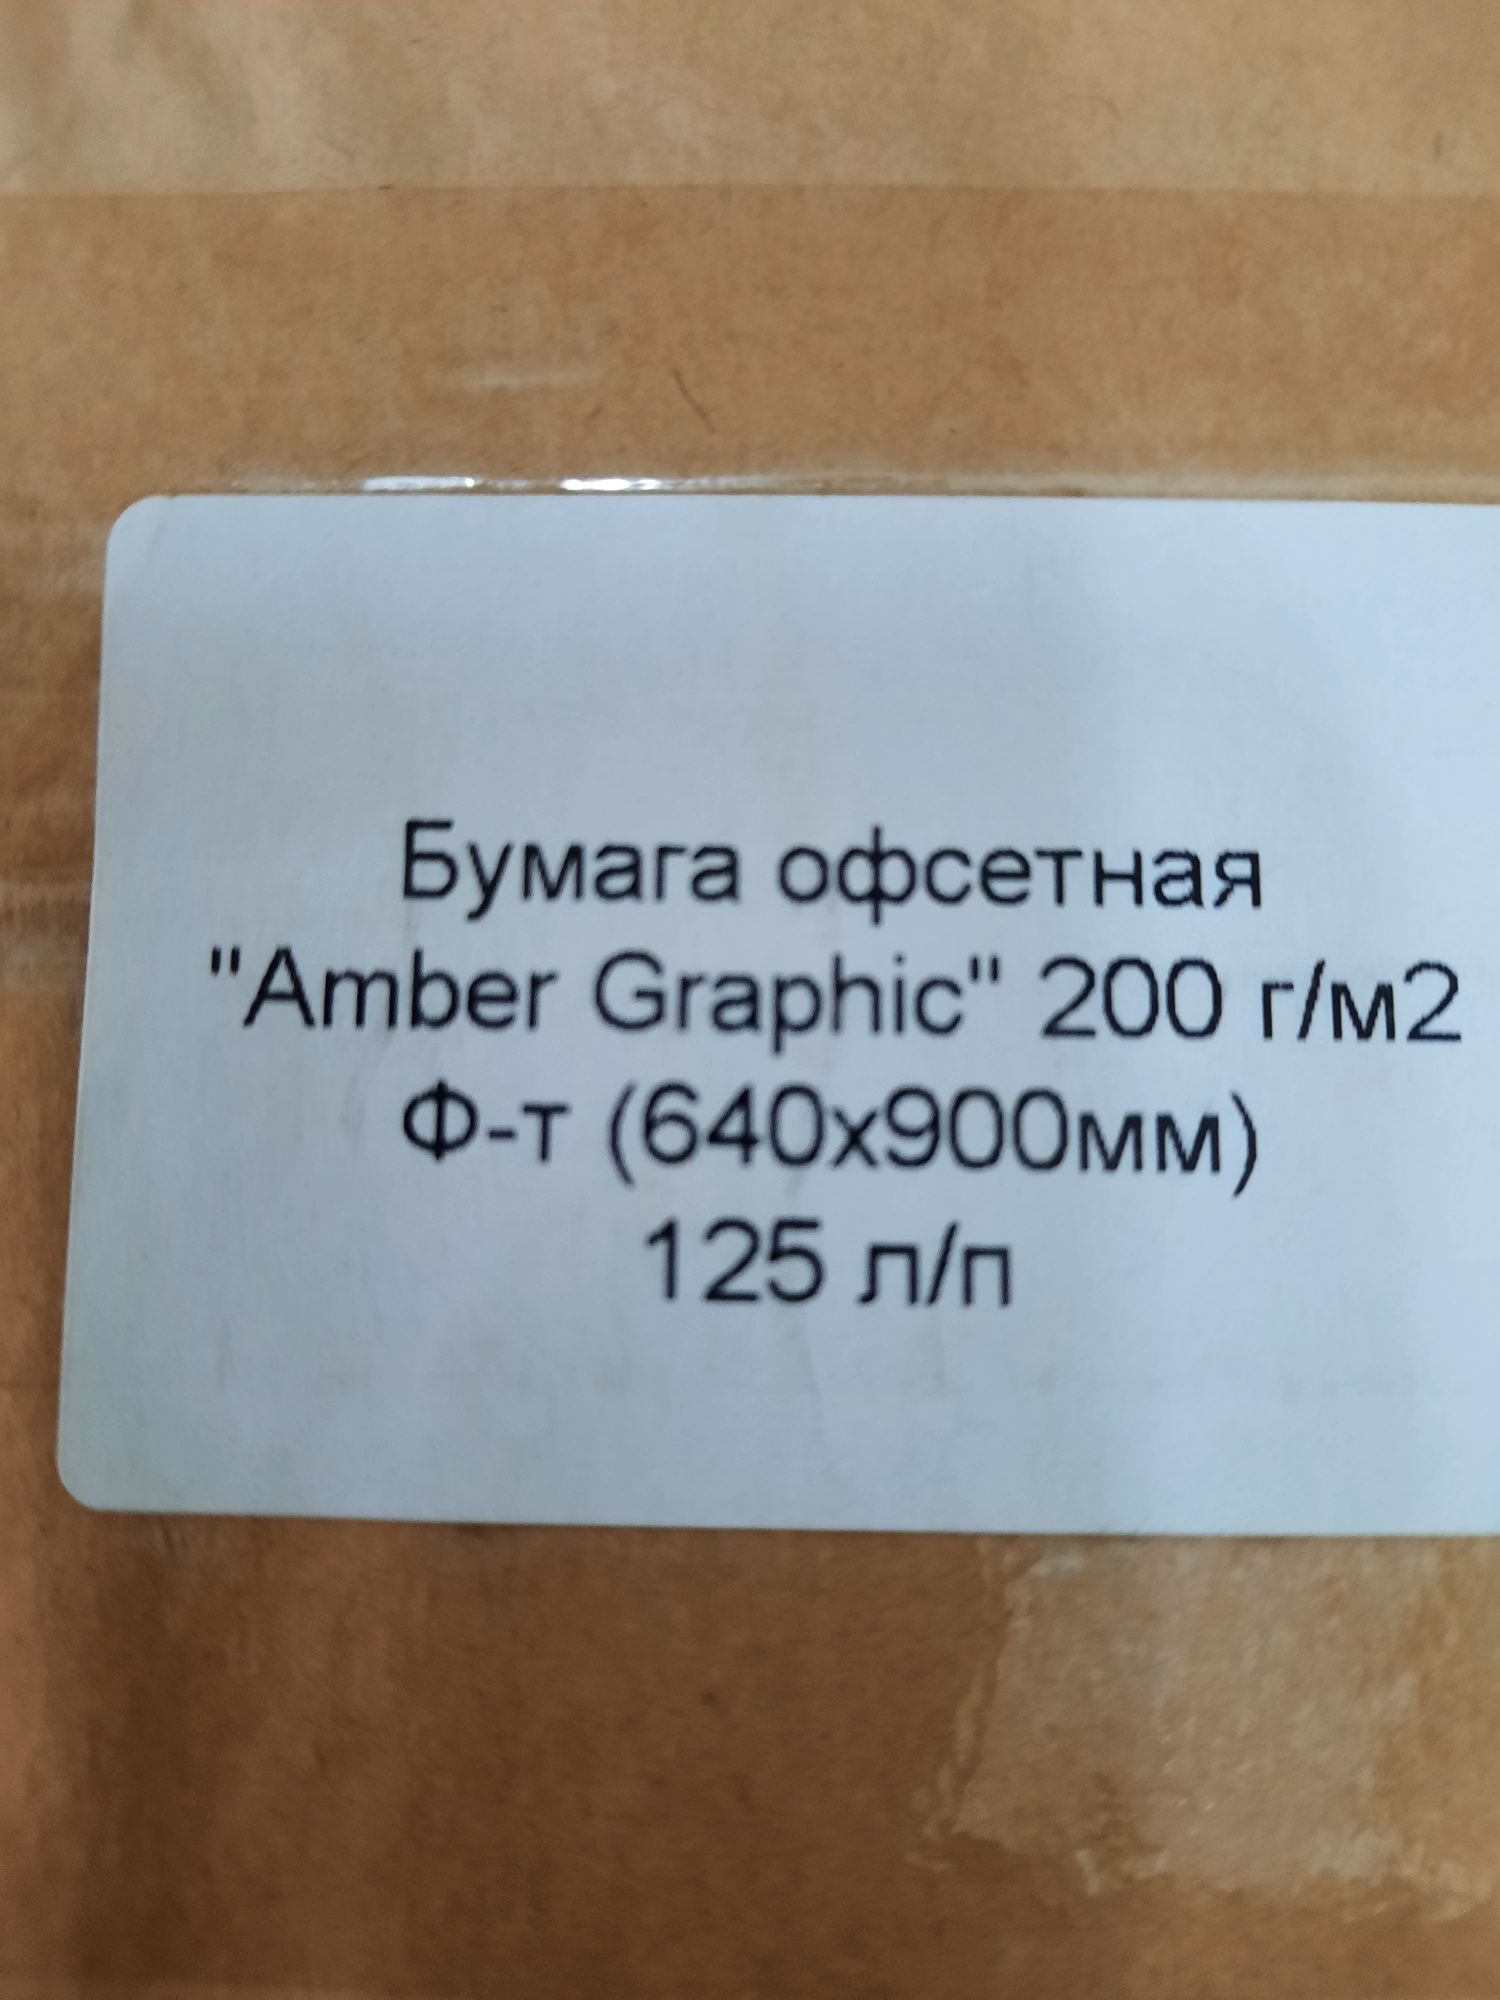 Бумага офсетная
"Amber Graphic" 200 г/м2
Ф-т (640х900мм)
125 л/п